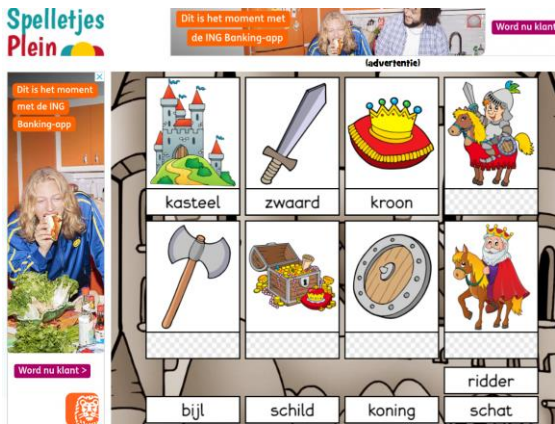 Spelletjes
Plein
Dit is het moment met
de ING Banking-app
Word nu klant
(advertentie)
Dit is het moment
met de ING
Banking-app
Word nu klant >
kasteel
zwaard
kroon
ridder
bijl
schild
koning
schat